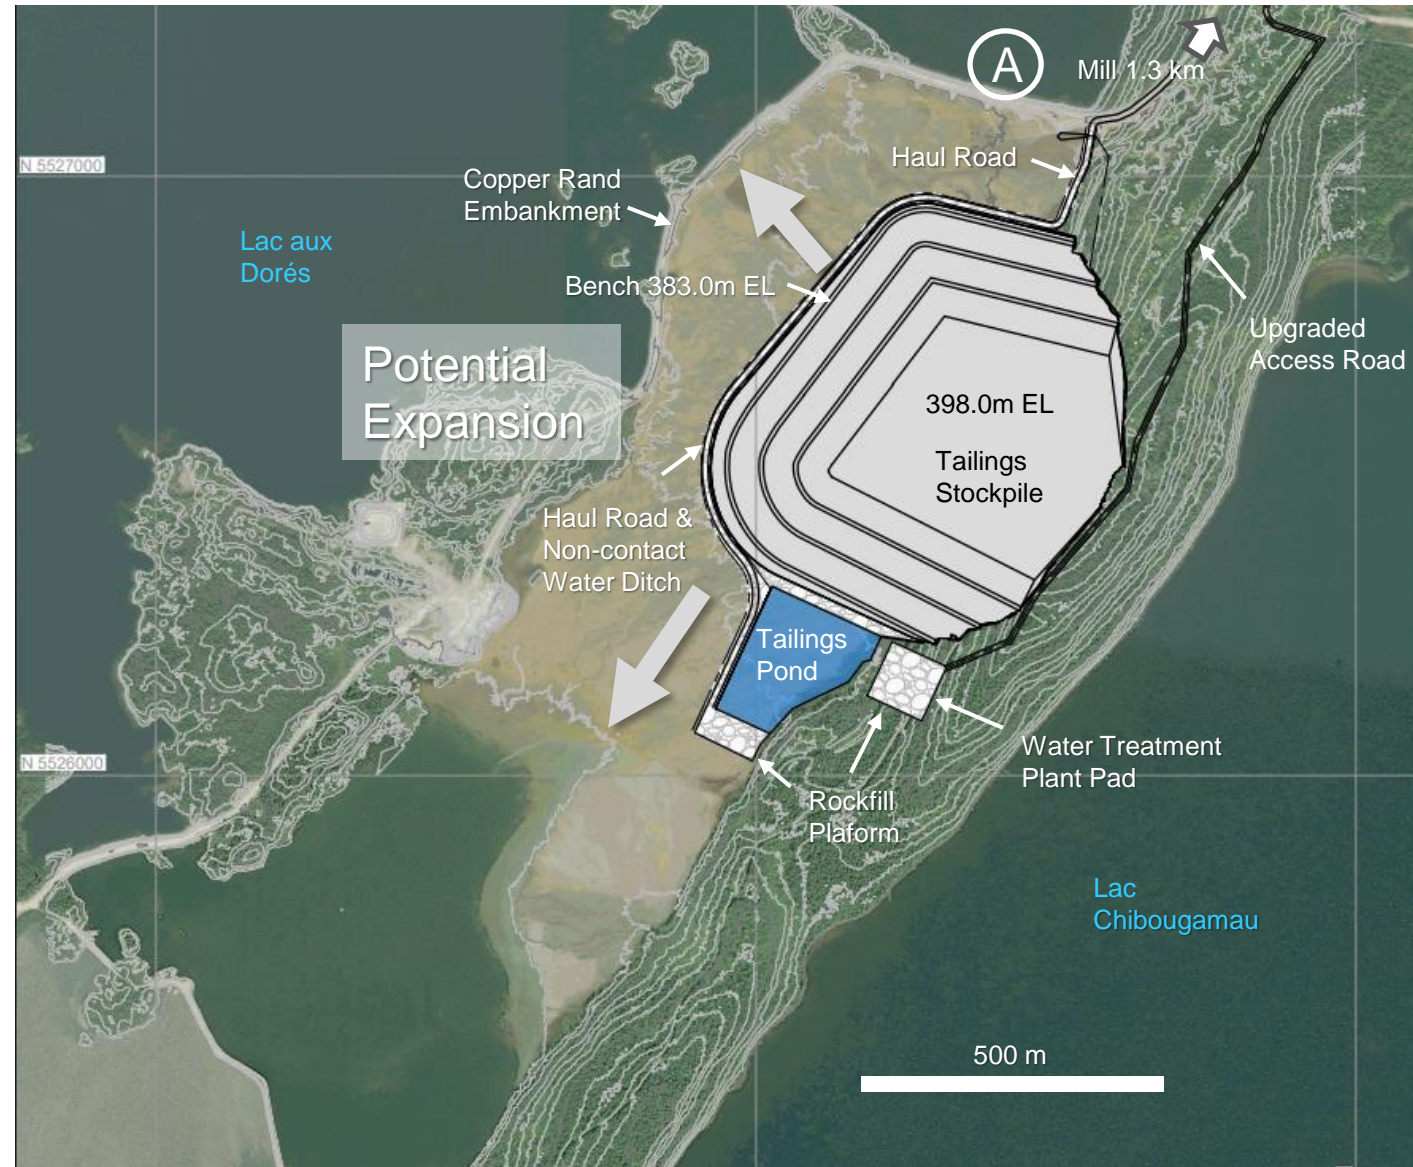 A
Mill 1.3 km
N 5527000
Haul Road
Copper Rand
Embankment
Lac aux
Dorés
Bench 383.0m EL
Upgraded
Access Road
Potential
Expansion
398.0m EL
Tailings
Stockpile
Haul Road &
Non-contact
Water Ditch
Tailings
Pond
N 5526000
Water Treatment
Plant Pad
Rockfill
Plaform
Lac
Chibougamau
500 m